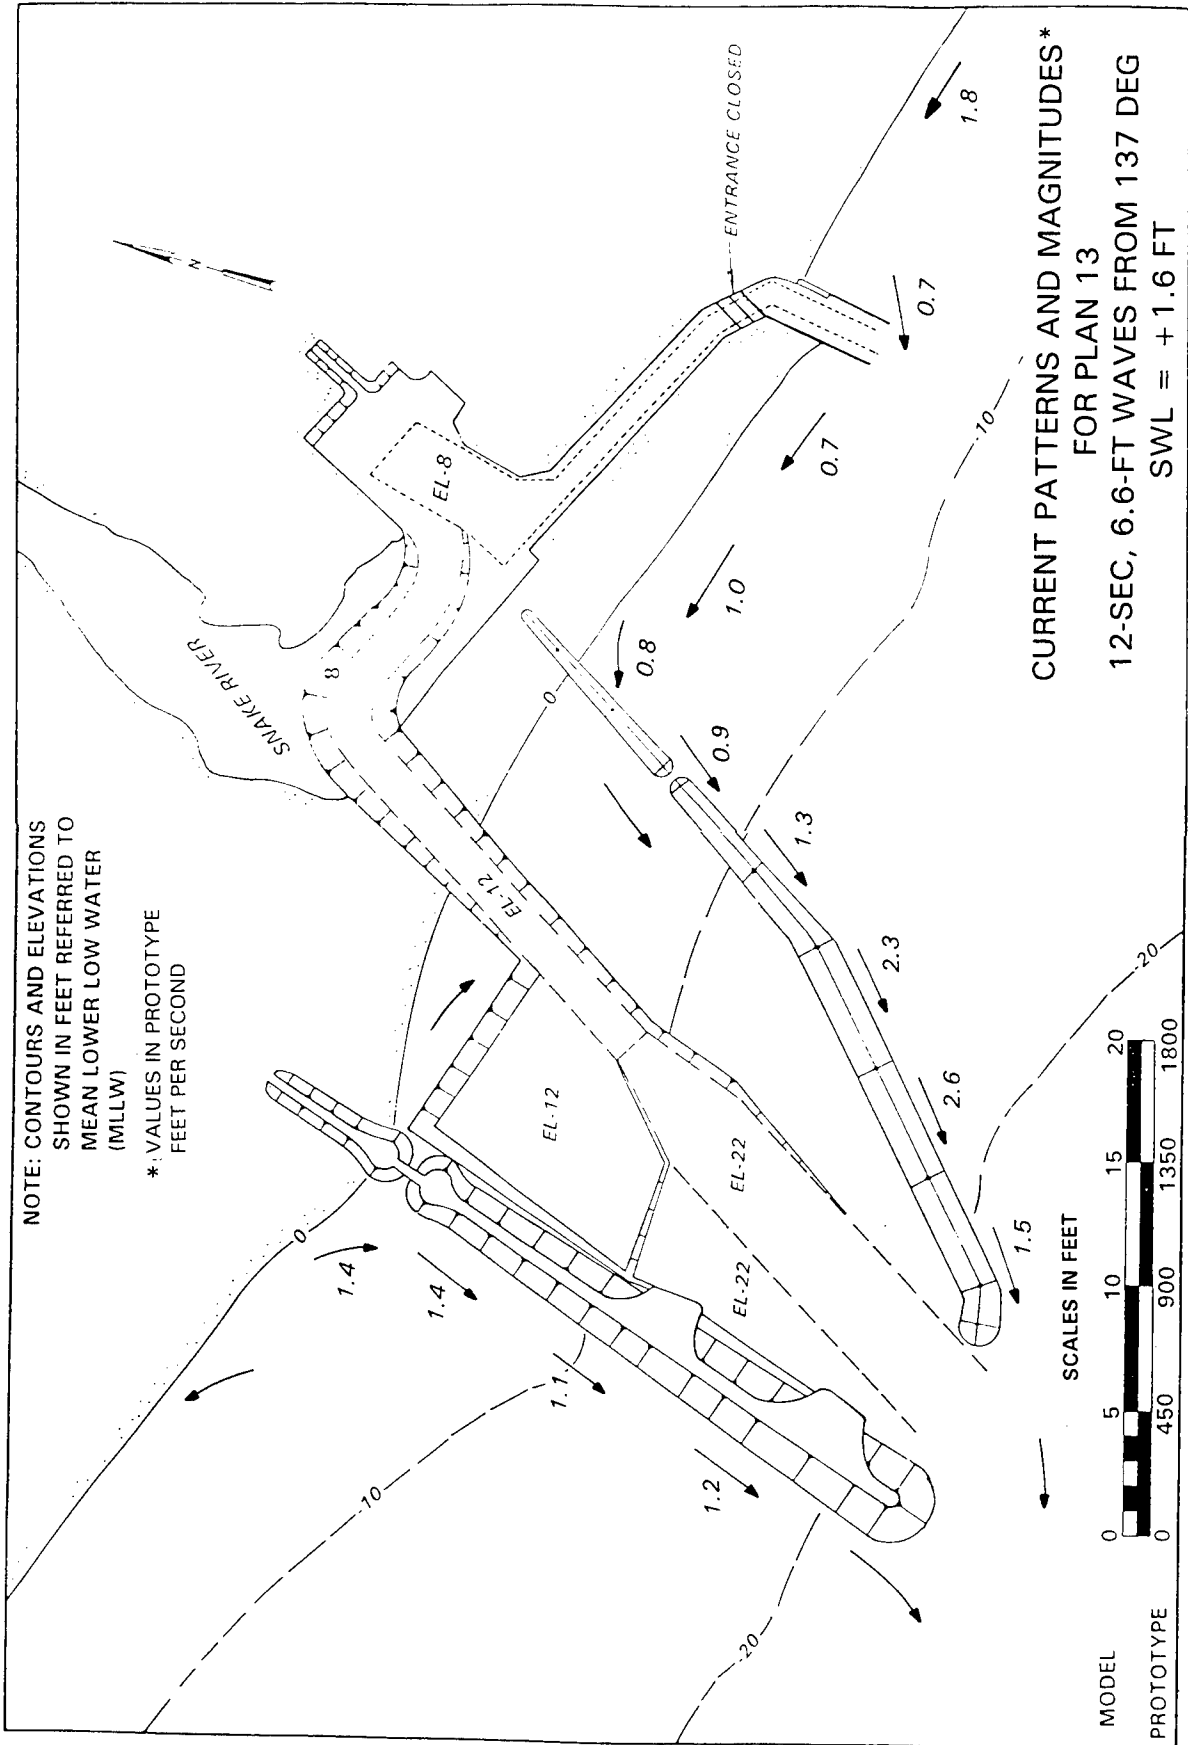 NOTE: CONTOURS AND ELEVATIONS
SHOWN IN FEET REFERRED TO
MEAN LOWER LOW WATER
(MLLW)
*: VALUES IN PROTOTYPE
FEET PER SECOND
SNAKE RIVER
N
8
EL-8
ENTRANCE CLOSED
EL-12
EL-12
EL-22
EL-22
0
0
-10
-10
-20
-20
1.4
1.4
1.1
1.2
1.5
2.6
2.3
1.3
0.9
0.8
1.0
0.7
0.7
1.8
SCALES IN FEET
MODEL
0 5 10 15 20
PROTOTYPE
0 450 900 1350 1800
CURRENT PATTERNS AND MAGNITUDES*
FOR PLAN 13
12-SEC, 6.6-FT WAVES FROM 137 DEG
SWL = +1.6 FT